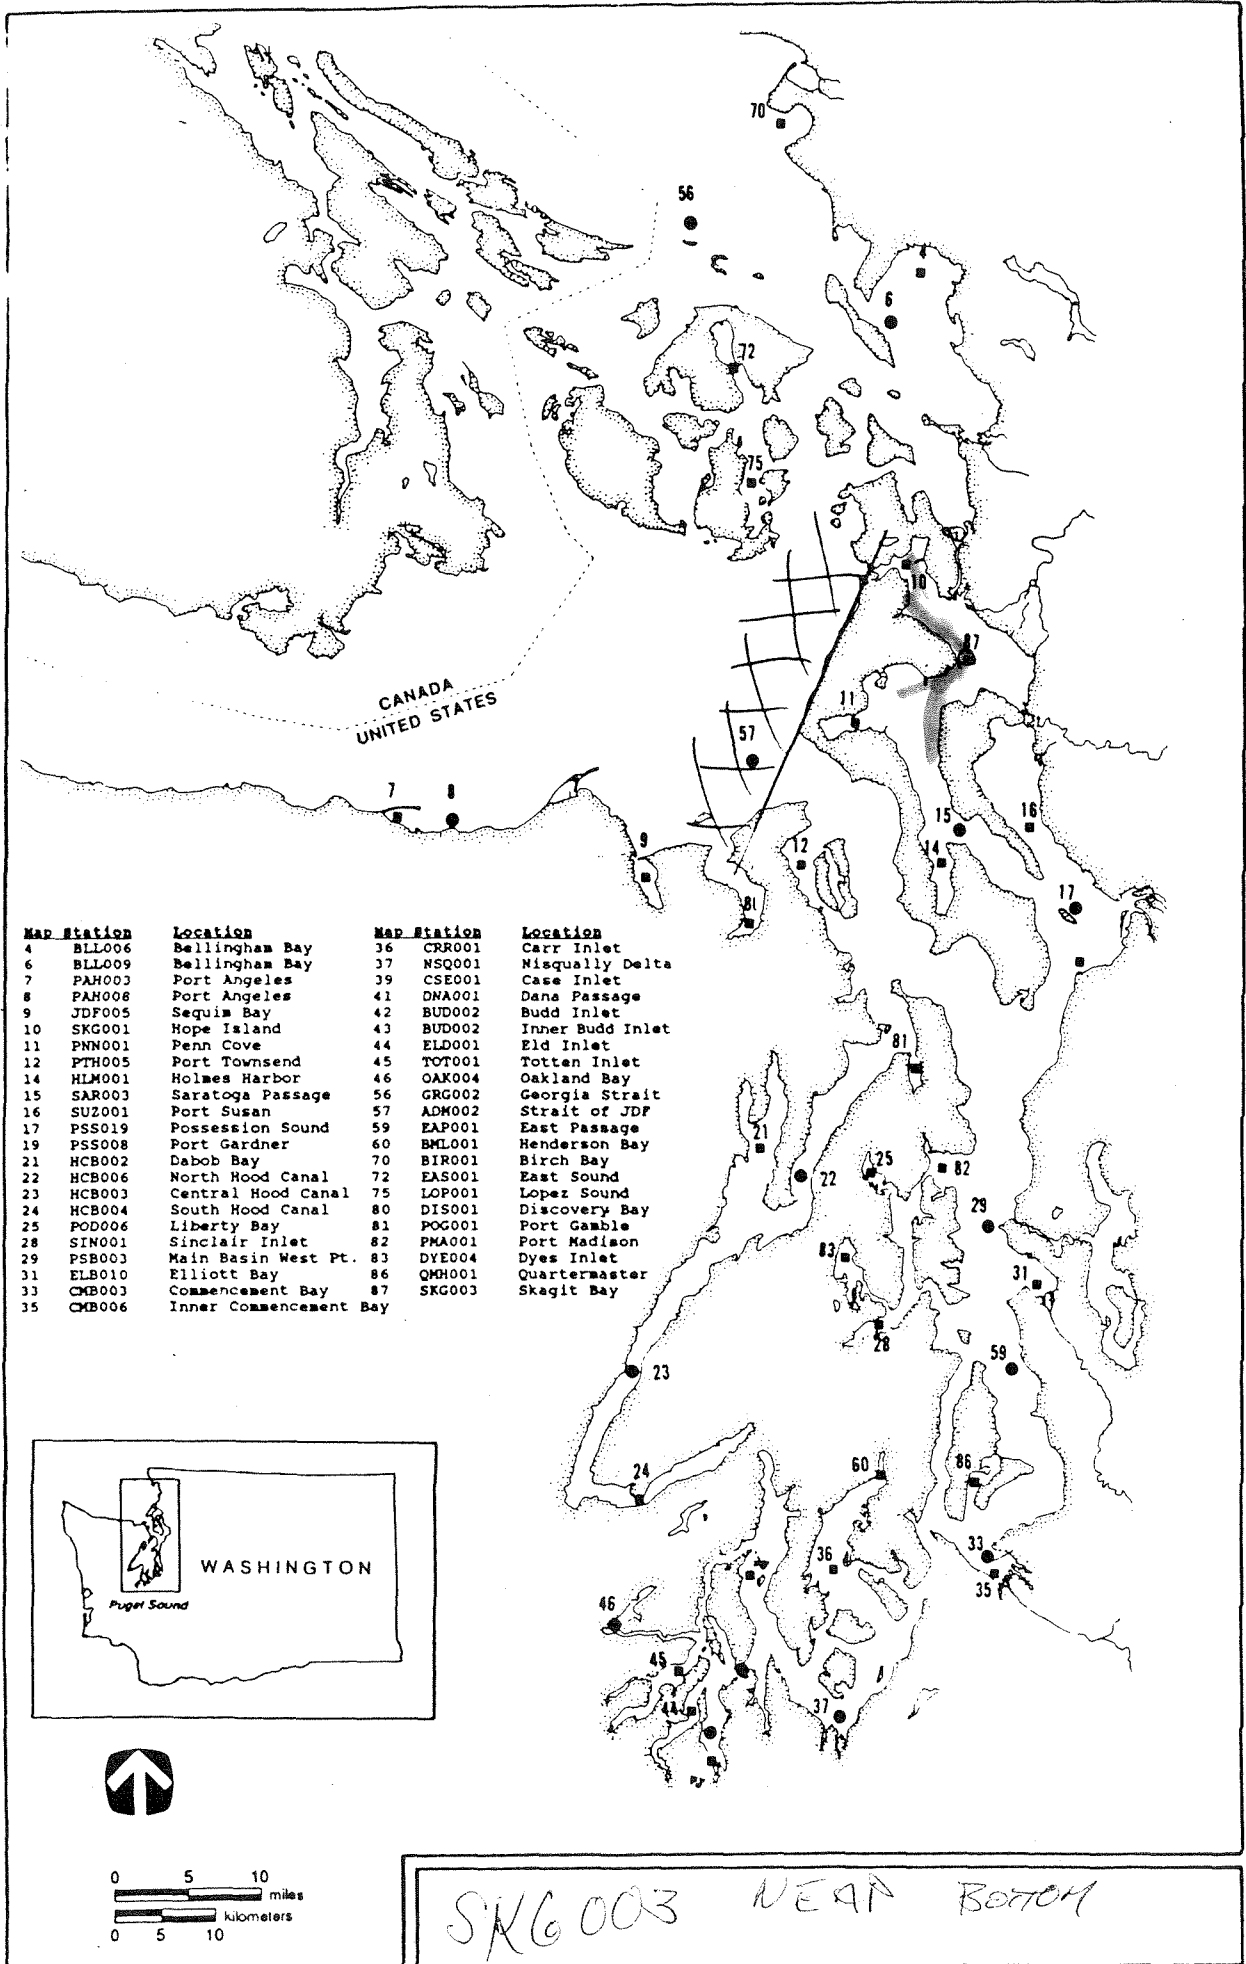 70
56
4
6
72
75
10
87
CANADA
UNITED STATES
11
57
7
8
15
16
9
12
14
17
81
Map Station Location Map Station Location
4 BLL006 Bellingham Bay 36 CRR001 Carr Inlet
6 BLL009 Bellingham Bay 37 NSQ001 Nisqually Delta
7 PAH003 Port Angeles 39 CSE001 Case Inlet
8 PAH008 Port Angeles 41 DNA001 Dana Passage
9 JDF005 Sequim Bay 42 BUD002 Budd Inlet
10 SKG001 Hope Island 43 BUD002 Inner Budd Inlet
11 PNN001 Penn Cove 44 ELD001 Eld Inlet
12 PTH005 Port Townsend 45 TOT001 Totten Inlet
14 HLM001 Holmes Harbor 46 OAK004 Oakland Bay
15 SAR003 Saratoga Passage 56 GRG002 Georgia Strait
16 SUZ001 Port Susan 57 ADM002 Strait of JDF
17 PSS019 Possession Sound 59 EAP001 East Passage
19 PSS008 Port Gardner 60 BML001 Henderson Bay
21 HCB002 Dabob Bay 70 BIR001 Birch Bay
22 HCB006 North Hood Canal 72 EAS001 East Sound
23 HCB003 Central Hood Canal 75 LOP001 Lopez Sound
24 HCB004 South Hood Canal 80 DIS001 Discovery Bay
25 POD006 Liberty Bay 81 POG001 Port Gamble
28 SIN001 Sinclair Inlet 82 PMA001 Port Madison
29 PSB003 Main Basin West Pt. 83 DYE004 Dyes Inlet
31 ELB010 Elliott Bay 86 QMH001 Quartermaster
33 CMB003 Commencement Bay 87 SKG003 Skagit Bay
35 CMB006 Inner Commencement Bay
81
21
22
25
82
29
83
31
28
23
59
24
60
86
33
36
35
46
45
44
37
WASHINGTON
Puget Sound
0 5 10
miles
kilometers
0 5 10
SKG 003 NEAR BOTTOM